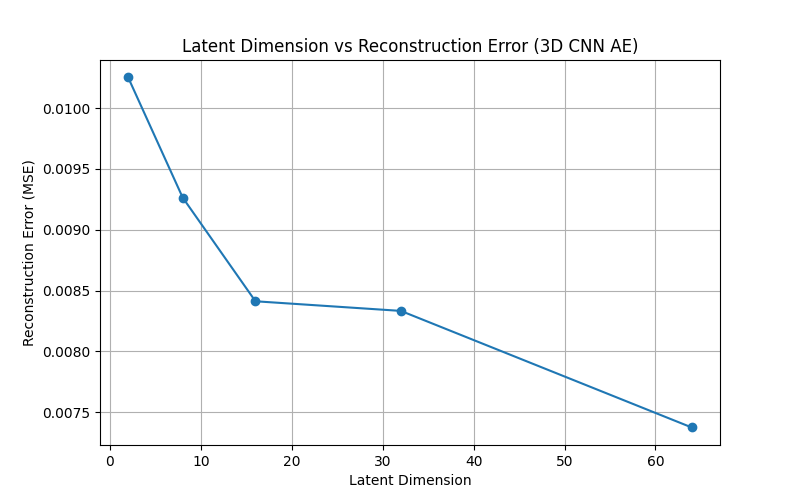 Latent Dimension vs Reconstruction Error (3D CNN AE)
Reconstruction Error (MSE)
0.0100
0.0095
0.0090
0.0085
0.0080
0.0075
0 10 20 30 40 50 60
Latent Dimension